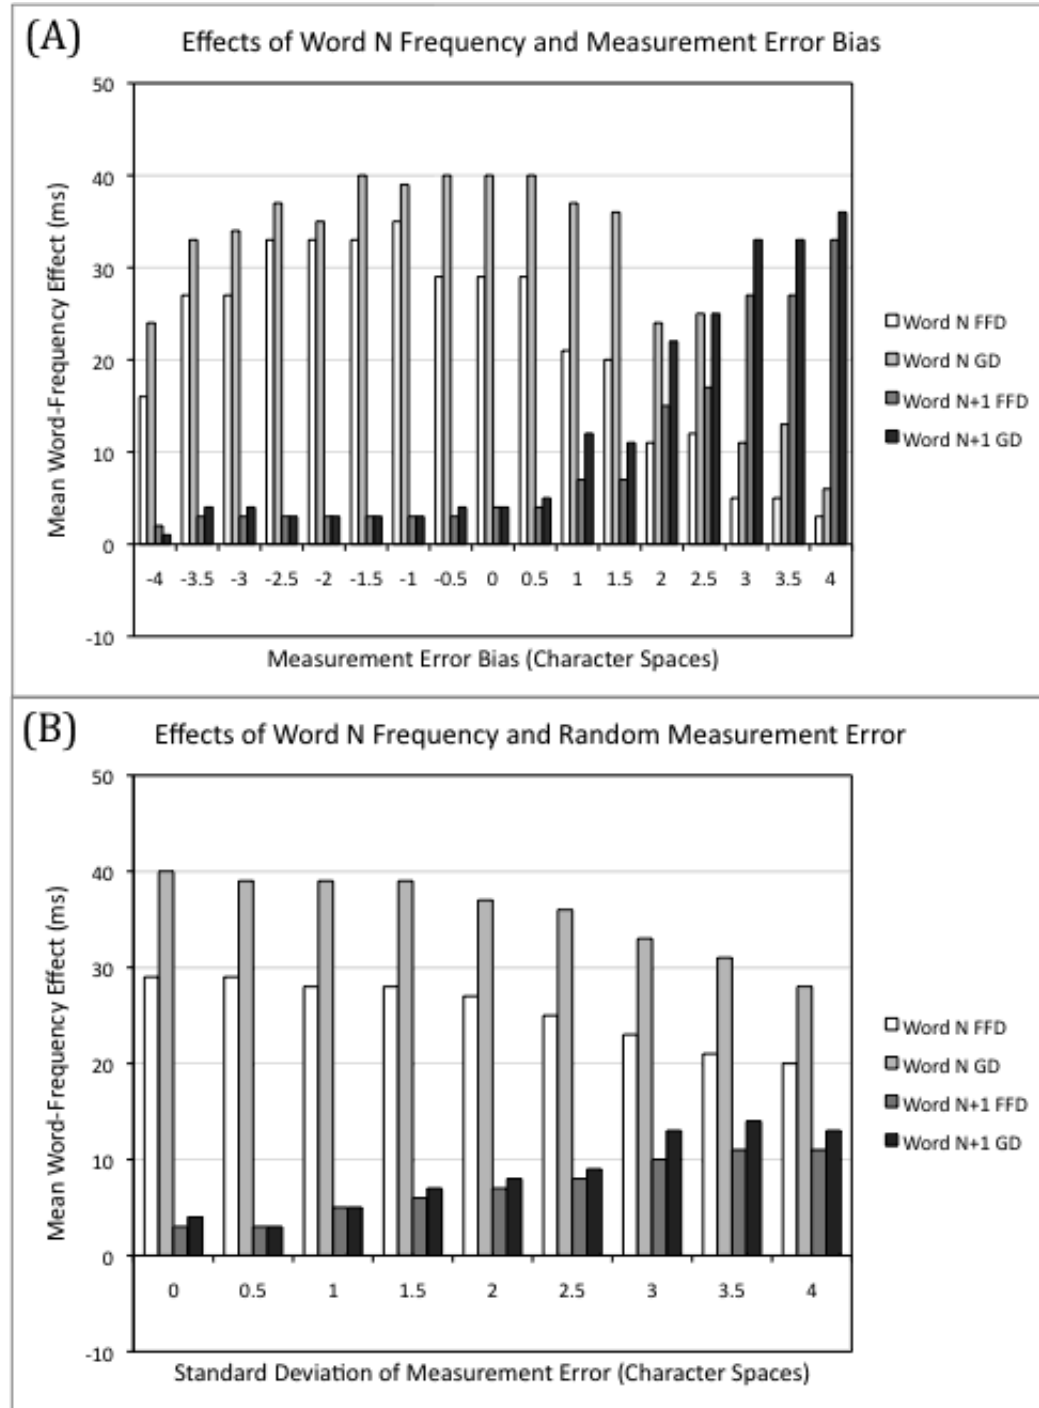 (A)
Effects of Word N Frequency and Measurement Error Bias
Mean Word-Frequency Effect (ms)
50
40
30
20
10
0
-10
-4 -3.5 -3 -2.5 -2 -1.5 -1 -0.5 0 0.5 1 1.5 2 2.5 3 3.5 4
Measurement Error Bias (Character Spaces)
Word N FFD
Word N GD
Word N+1 FFD
Word N+1 GD
(B)
Effects of Word N Frequency and Random Measurement Error
Mean Word-Frequency Effect (ms)
50
40
30
20
10
0
-10
0 0.5 1 1.5 2 2.5 3 3.5 4
Standard Deviation of Measurement Error (Character Spaces)
Word N FFD
Word N GD
Word N+1 FFD
Word N+1 GD